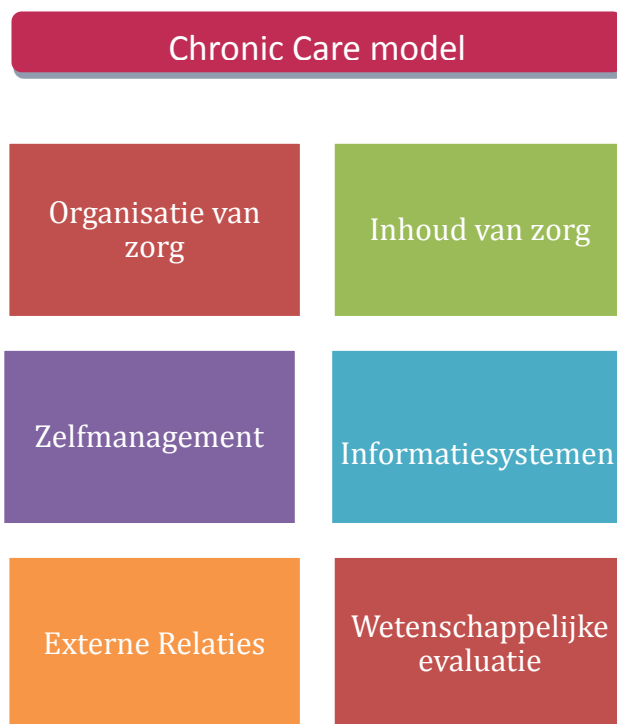 Chronic Care model
Organisatie van
zorg
Inhoud van zorg
Zelfmanagement
Informatiesystemen
Externe Relaties
Wetenschappelijke
evaluatie